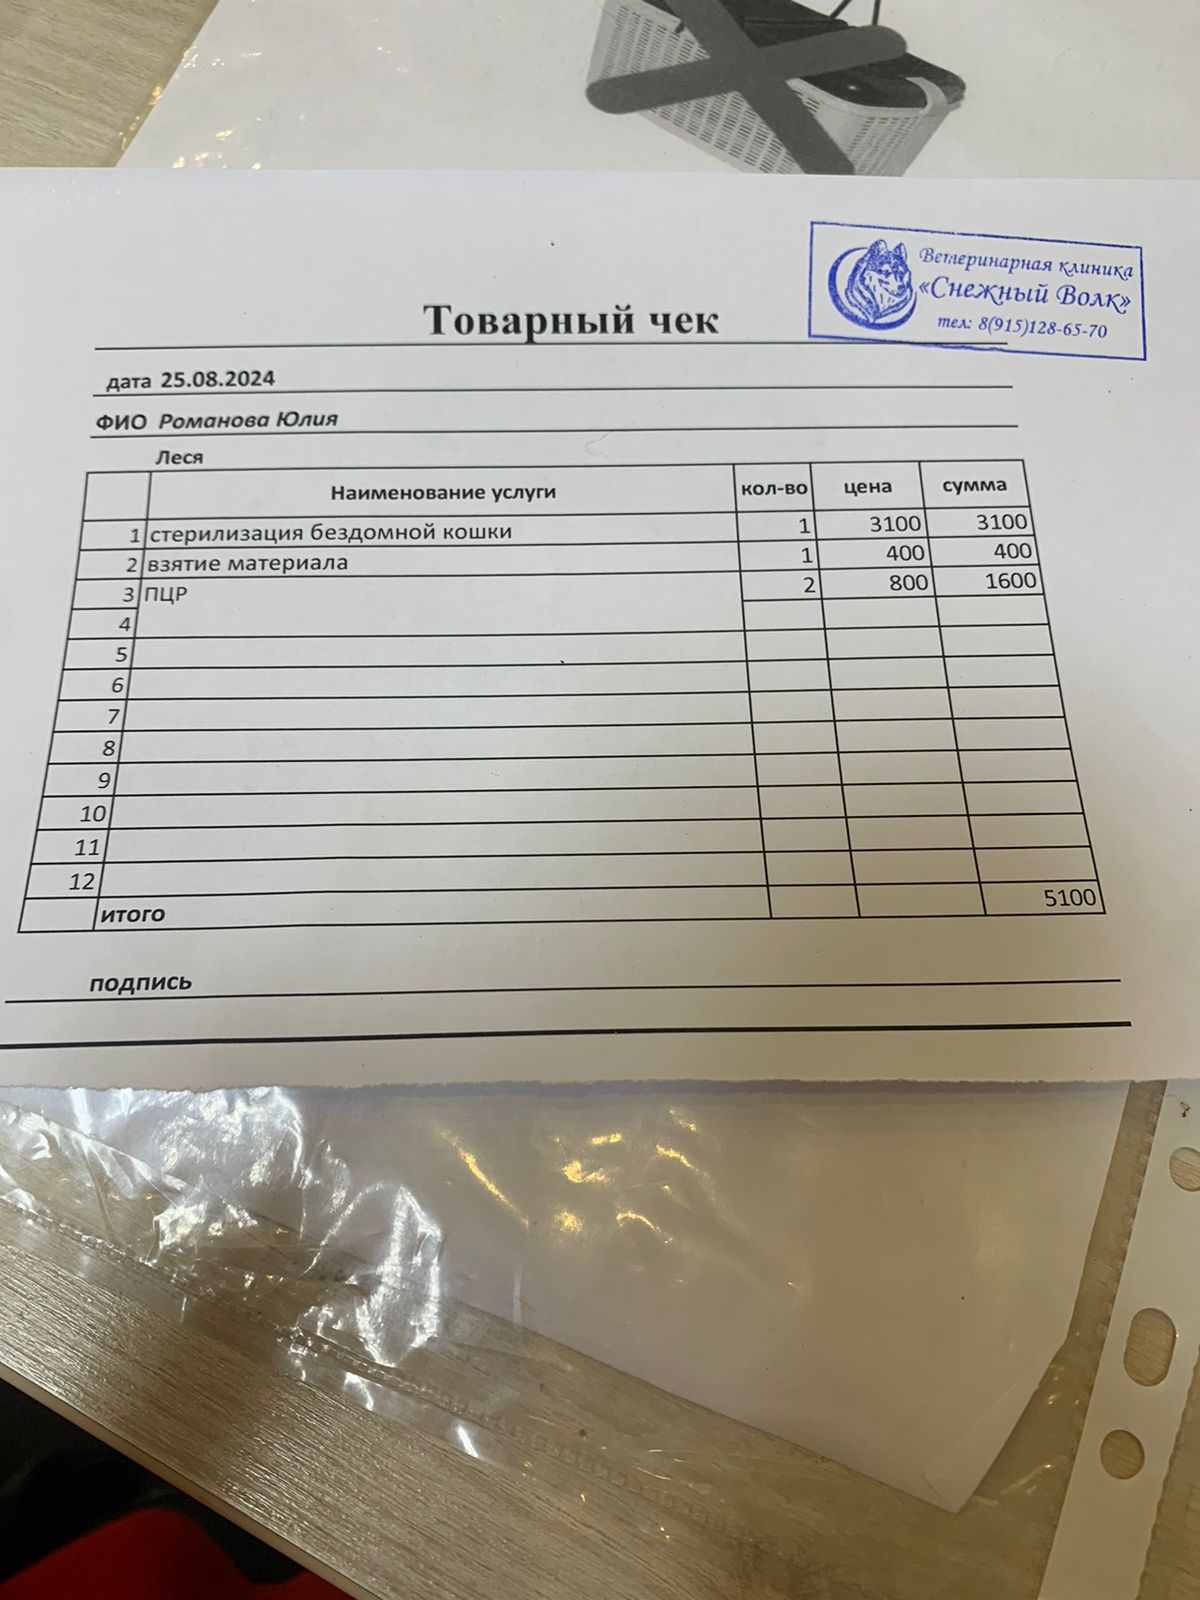 Ветеринарная клиника
«Снежный Волк»
тел: 8(915)128-65-70
Товарный чек
дата 25.08.2024
ФИО Романова Юлия
Леся
Наименование услуги кол-во цена сумма
1 стерилизация бездомной кошки 1 3100 3100
2 взятие материала 1 400 400
3 ПЦР 2 800 1600
4
5
6
7
8
9
10
11
12
итого 5100
подпись